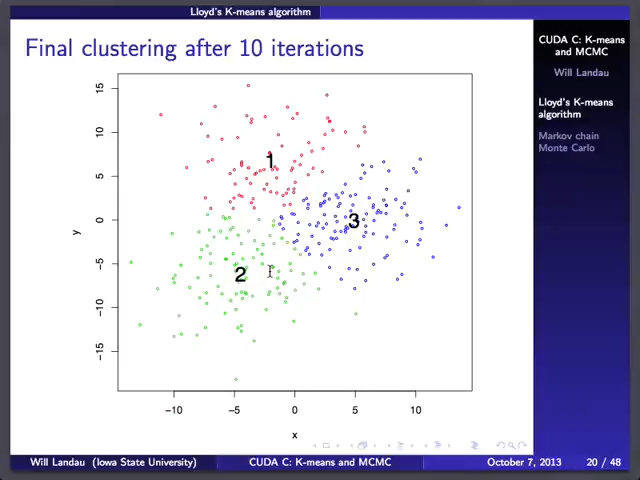 Lloyd's K-means algorithm
Final clustering after 10 iterations
CUDA C: K-means
and MCMC
Will Landau
Lloyd's K-means
algorithm
Markov chain
Monte Carlo
15
10
5
0
−5
−10
−15
y
1
2
3
−10
−5
0
5
10
x
Will Landau (Iowa State University)
CUDA C: K-means and MCMC
October 7, 2013
20 / 48